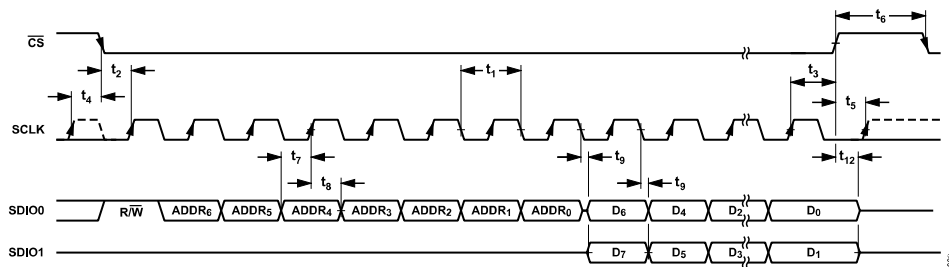 t6
CS
t2
t1
t3
t4
t5
SCLK
t7
t9
t12
t8
t9
SDIO0
R/W
ADDR6
ADDR5
ADDR4
ADDR3
ADDR2
ADDR1
ADDR0
D6
D4
D2
D0
SDIO1
D7
D5
D3
D1